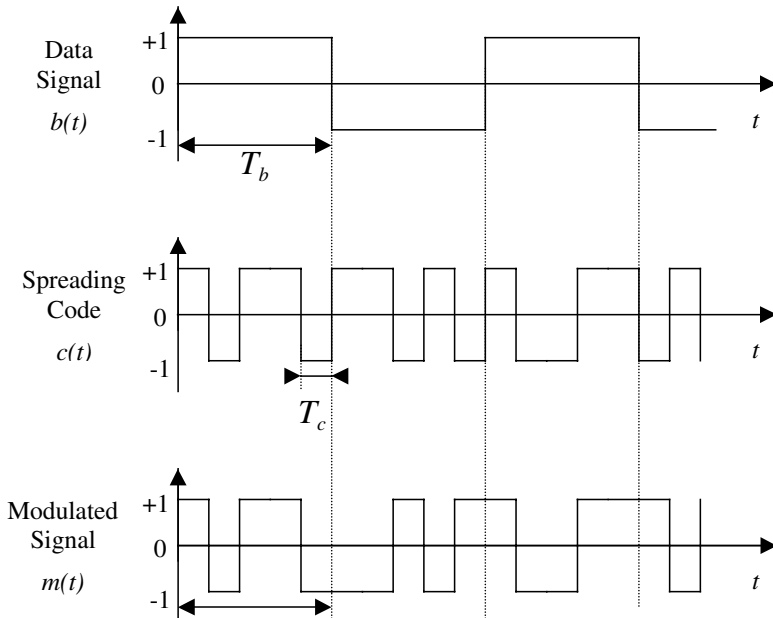 +1
Data
Signal
0
b(t)
-1
t
T_b
+1
Spreading
Code
0
c(t)
-1
t
T_c
+1
Modulated
Signal
0
m(t)
-1
t